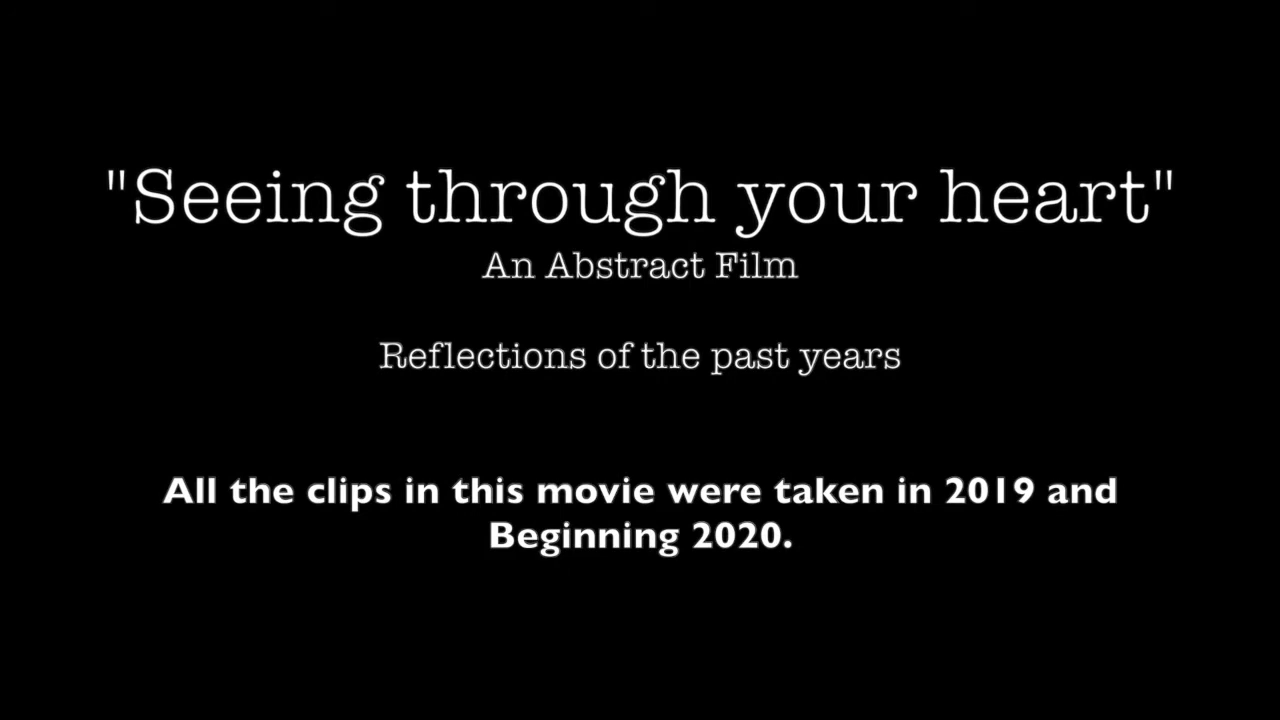 "Seeing through your heart"
An Abstract Film
Reflections of the past years
All the clips in this movie were taken in 2019 and
Beginning 2020.